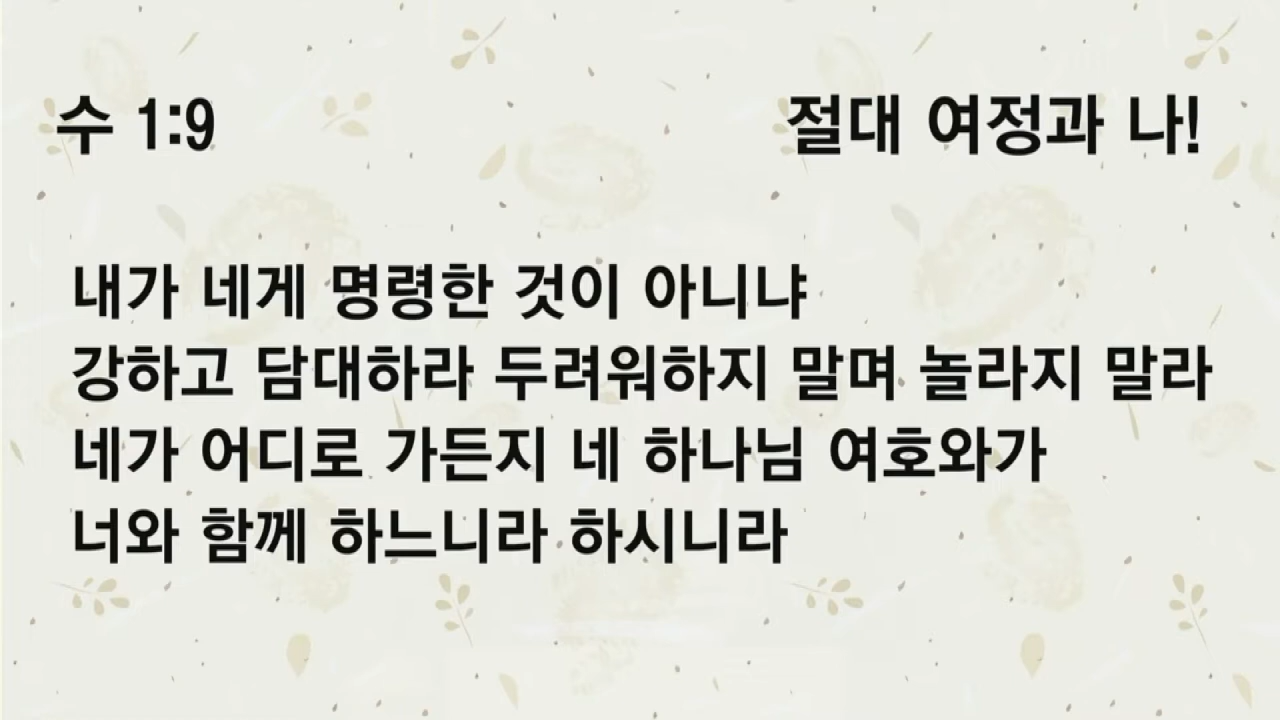 수 1:9
절대 여정과 나!
내가 네게 명령한 것이 아니냐
강하고 담대하라 두려워하지 말며 놀라지 말라
네가 어디로 가든지 네 하나님 여호와가
너와 함께 하느니라 하시니라